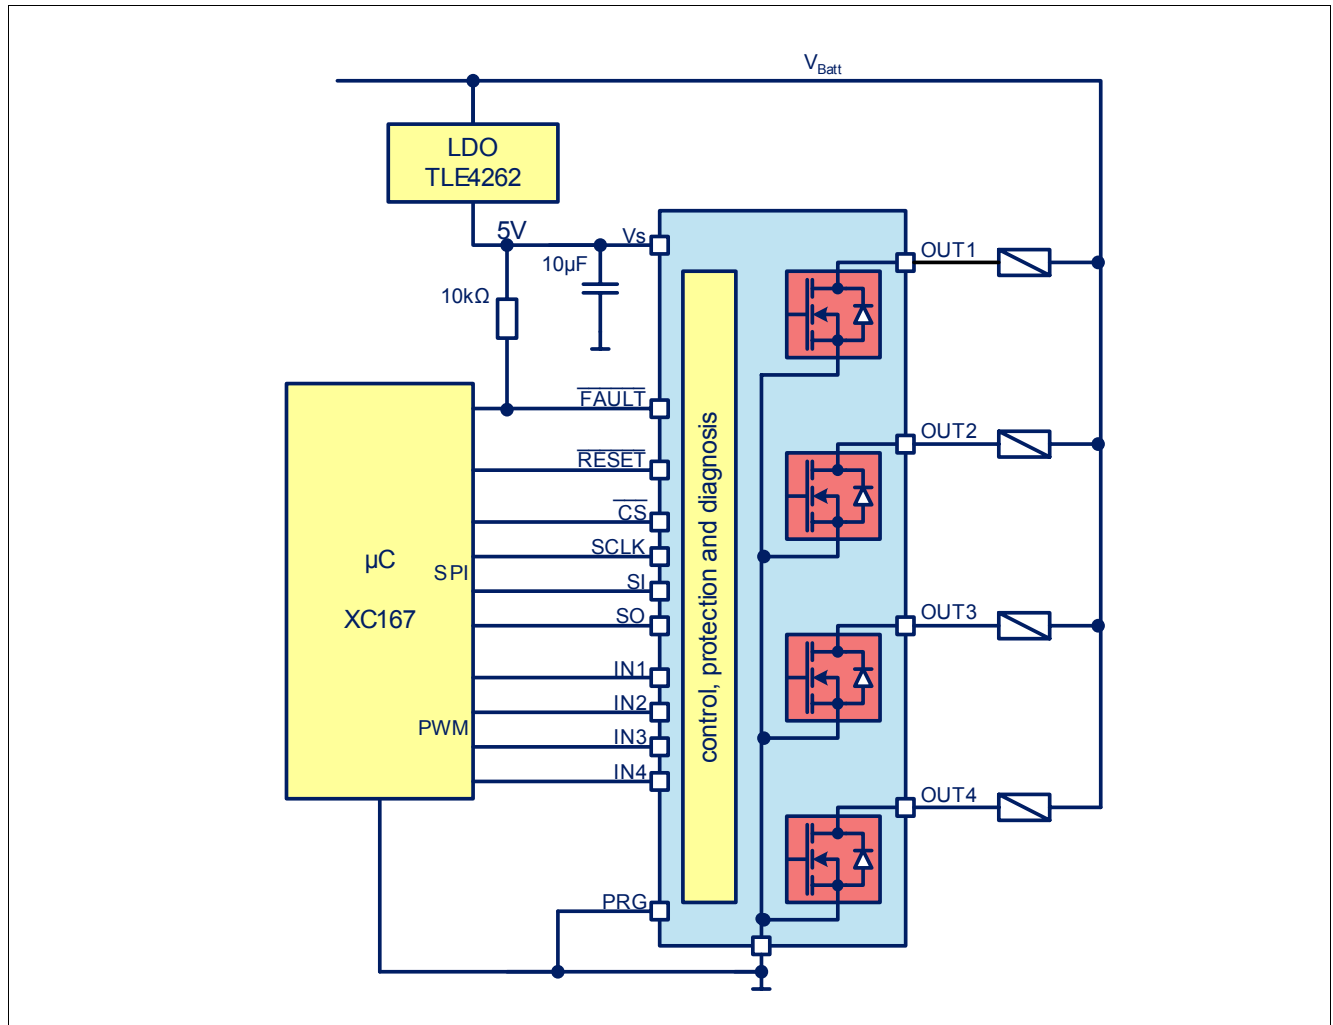 VBatt
LDO
TLE4262
5V
Vs
10µF
10kΩ
OUT1
FAULT
RESET
CS
SCLK
SI
SO
IN1
IN2
IN3
IN4
PRG
µC
XC167
SPI
PWM
control, protection and diagnosis
OUT2
OUT3
OUT4